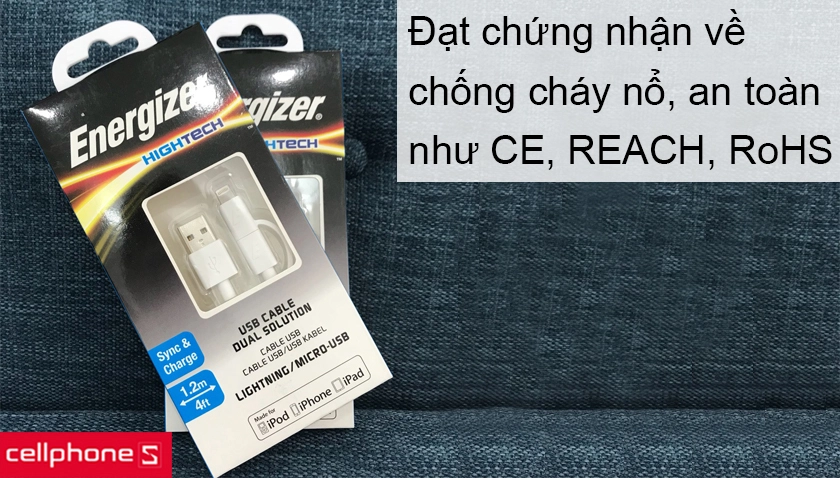 Đạt chứng nhận về
chống cháy nổ, an toàn
như CE, REACH, RoHS
Energizer
HIGHTECH
USB CABLE
DUAL SOLUTION
CABLE USB
CABLE USB/USB KABEL
LIGHTNING/MICRO-USB
Sync &
Charge
1.2m
4ft
Made for
iPod iPhone iPad
rgizer
GHTECH
cellphone S